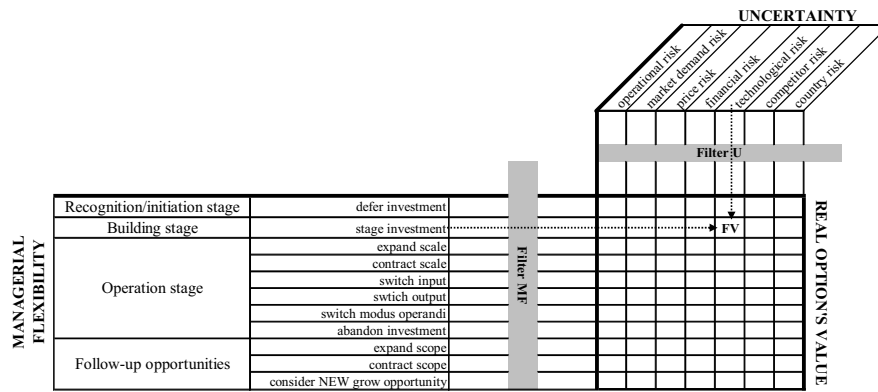 UNCERTAINTY
operational risk
market demand risk
price risk
financial risk
technological risk
competitor risk
country risk
Filter U
Recognition/initiation stage
defer investment
Building stage
stage investment
FV
expand scale
contract scale
Operation stage
switch input
swtich output
switch modus operandi
abandon investment
Follow-up opportunities
expand scope
contract scope
consider NEW grow opportunity
MANAGERIAL
FLEXIBILITY
Filter MF
REAL OPTION'S VALUE